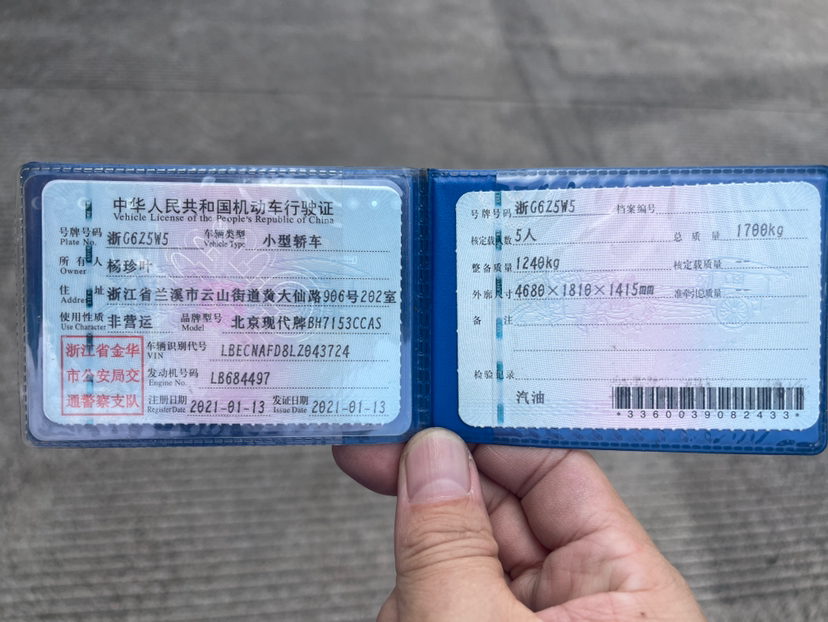 中华人民共和国机动车行驶证
Vehicle License of the People's Republic of China
号牌号码 浙G6Z5W5 车辆类型 小型轿车
Plate No. Vehicle Type
所有人 杨珍叶
Owner
住址 浙江省兰溪市云山街道黄大仙路906号202室
Address
使用性质 非营运 品牌型号 北京现代牌BH7153CCAS
Use Character Model
浙江省金华
市公安局交
通警察支队
车辆识别代号 LBECNAFD8LZ043724
VIN
发动机号码 LB684497
Engine No.
注册日期 2021-01-13 发证日期 2021-01-13
Register Date Issue Date
号牌号码 浙G6Z5W5 档案编号
核定载人数 5人 总质量 1700kg
整备质量 1240kg 核定载质量 --
外廓尺寸 4680×1810×1415mm 准牵引总质量 --
备注
检验记录
汽油
*3360039082433*